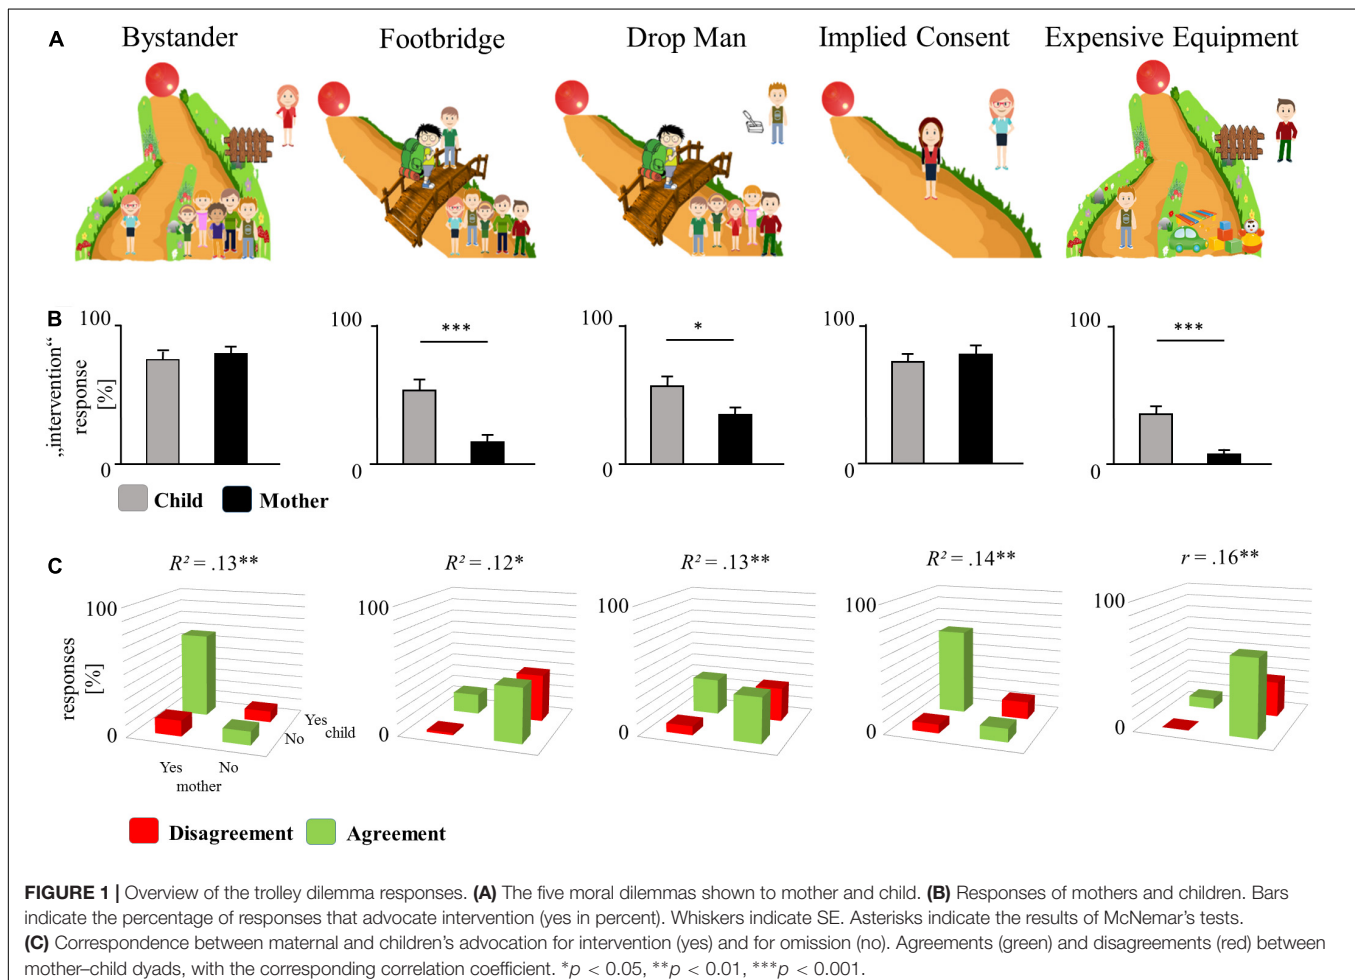 A
Bystander
Footbridge
Drop Man
Implied Consent
Expensive Equipment
B
„intervention“
response
[%]
100
0
100
***
0
100
*
0
100
0
100
***
0
Child
Mother
C
R² = .13**
R² = .12*
R² = .13**
R² = .14**
r = .16**
responses
[%]
100
0
Yes
No
mother
Yes
No
child
100
0
100
0
100
0
100
0
Disagreement
Agreement
FIGURE 1 | Overview of the trolley dilemma responses. (A) The five moral dilemmas shown to mother and child. (B) Responses of mothers and children. Bars
indicate the percentage of responses that advocate intervention (yes in percent). Whiskers indicate SE. Asterisks indicate the results of McNemar's tests.
(C) Correspondence between maternal and children's advocation for intervention (yes) and for omission (no). Agreements (green) and disagreements (red) between
mother–child dyads, with the corresponding correlation coefficient. *p < 0.05, **p < 0.01, ***p < 0.001.